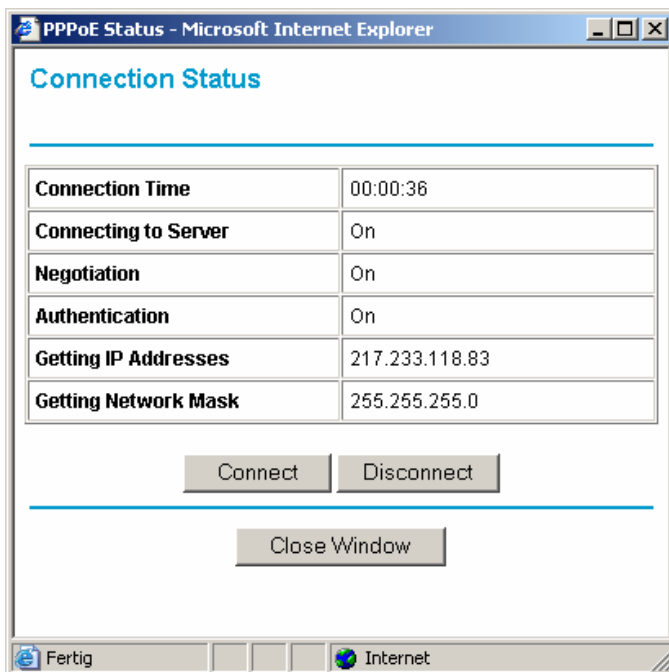 PPPoE Status - Microsoft Internet Explorer
Connection Status
Connection Time 00:00:36
Connecting to Server On
Negotiation On
Authentication On
Getting IP Addresses 217.233.118.83
Getting Network Mask 255.255.255.0
Connect Disconnect
Close Window
Fertig Internet